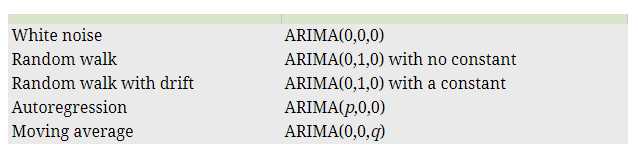 White noise ARIMA(0,0,0)
Random walk ARIMA(0,1,0) with no constant
Random walk with drift ARIMA(0,1,0) with a constant
Autoregression ARIMA(p,0,0)
Moving average ARIMA(0,0,q)